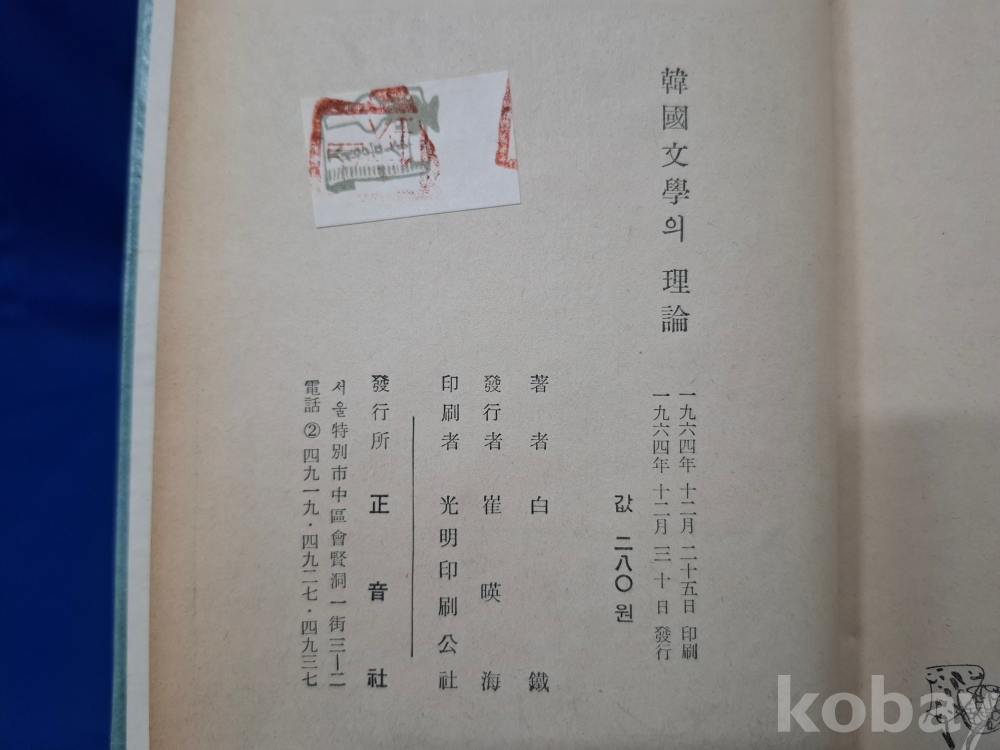 韓國文學의 理論
一九六四年 十二月 二十五日 印刷
一九六四年 十二月 三十日 發行
값 二八〇원
著者 白鐵
發行者 崔暎海
印刷者 光明印刷公社
發行所 正音社
서울特別市中區會賢洞一街三—二
電話 ② 四九一九·四九二七·四九三七
kobay